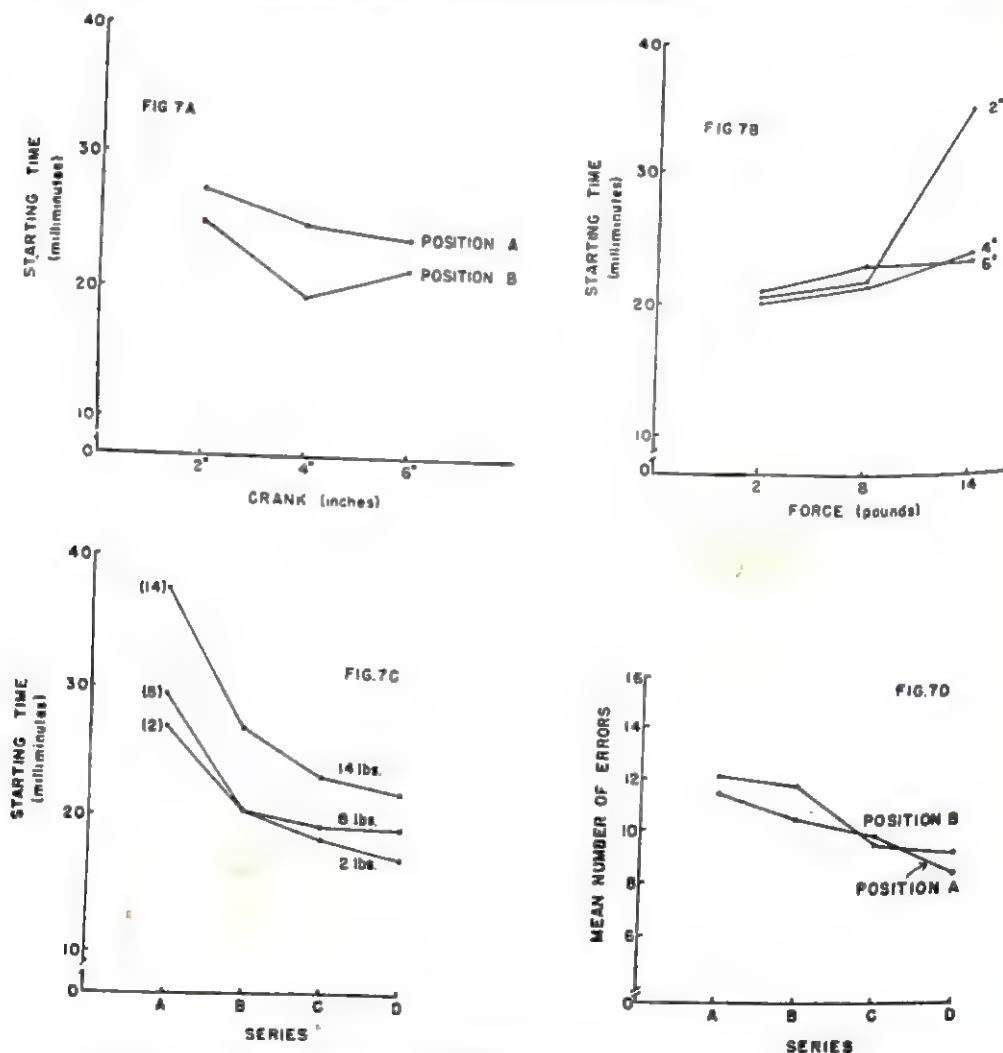 FIG 7A
40
30
20
10
0
STARTING TIME
(milliminutes)
POSITION A
POSITION B
2"
4"
6"
CRANK (inches)
FIG 7B
40
30
20
10
0
STARTING TIME
(milliminutes)
2"
4"
6"
2
8
14
FORCE (pounds)
FIG. 7C
40
30
20
10
0
STARTING TIME
(milliminutes)
(14)
(8)
(2)
14 lbs.
8 lbs.
2 lbs.
A
B
C
D
SERIES
FIG. 7D
16
14
12
10
8
6
0
MEAN NUMBER OF ERRORS
POSITION B
POSITION A
A
B
C
D
SERIES